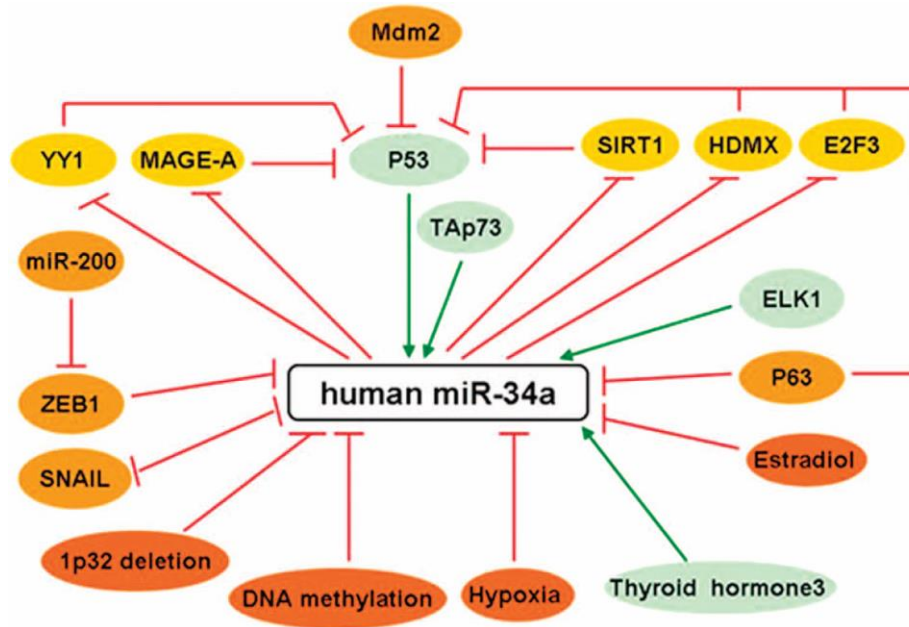 Mdm2
YY1
MAGE-A
P53
SIRT1
HDMX
E2F3
TAp73
miR-200
ELK1
human miR-34a
P63
ZEB1
Estradiol
SNAIL
1p32 deletion
DNA methylation
Hypoxia
Thyroid hormone3